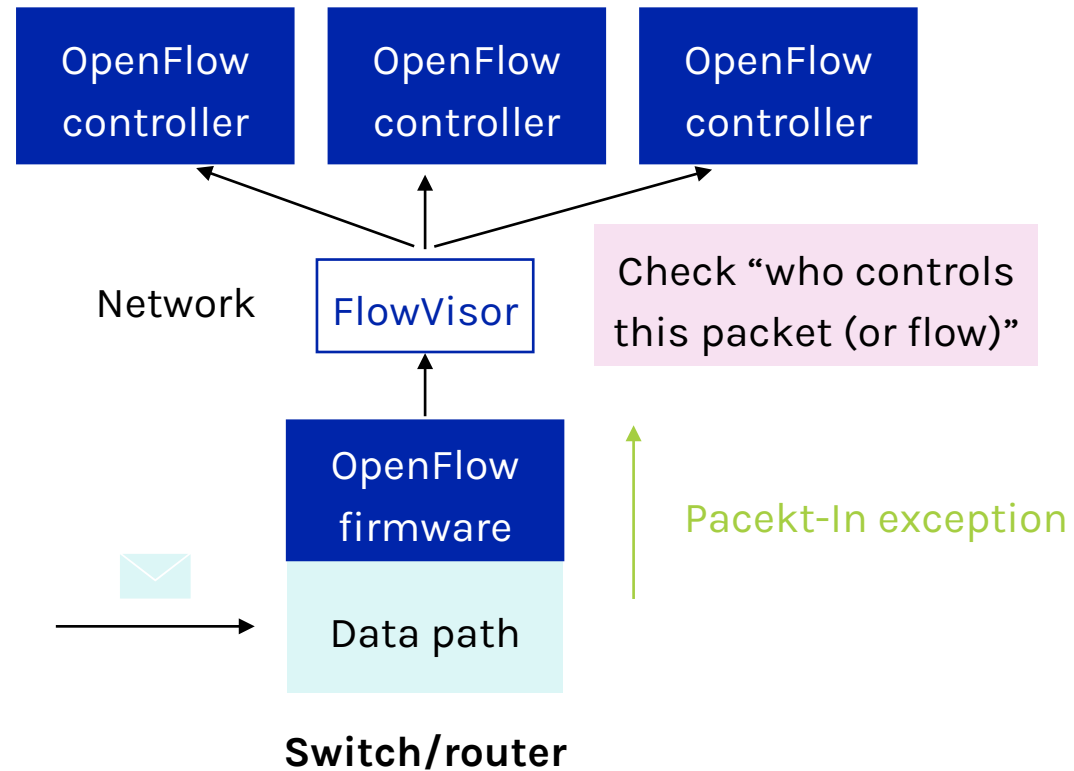 OpenFlow
controller
OpenFlow
controller
OpenFlow
controller
Network
FlowVisor
Check “who controls
this packet (or flow)”
OpenFlow
firmware
Pacekt-In exception
Data path
Switch/router